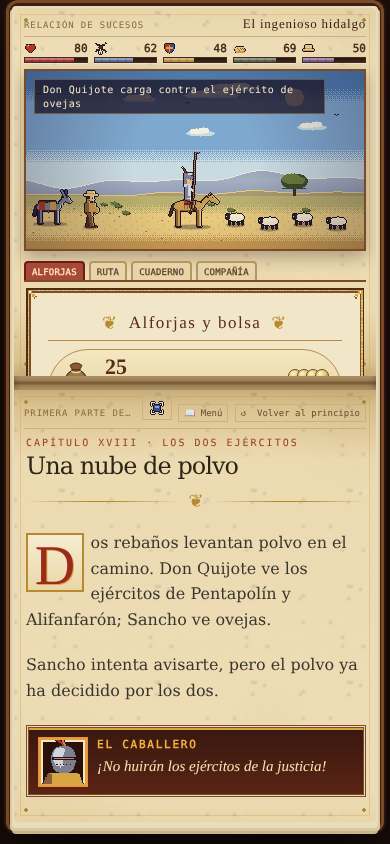 RELACIÓN DE SUCESOS
El ingenioso hidalgo
80
62
48
69
50
Don Quijote carga contra el ejército de
ovejas
ALFORJAS
RUTA
CUADERNO
COMPAÑÍA
Alforjas y bolsa
25
PRIMERA PARTE DE…
Menú
↺ Volver al principio
CAPÍTULO XVIII · LOS DOS EJÉRCITOS
Una nube de polvo
Dos rebaños levantan polvo en el
camino. Don Quijote ve los
ejércitos de Pentapolín y
Alifanfarón; Sancho ve ovejas.
Sancho intenta avisarte, pero el polvo ya
ha decidido por los dos.
EL CABALLERO
¡No huirán los ejércitos de la justicia!